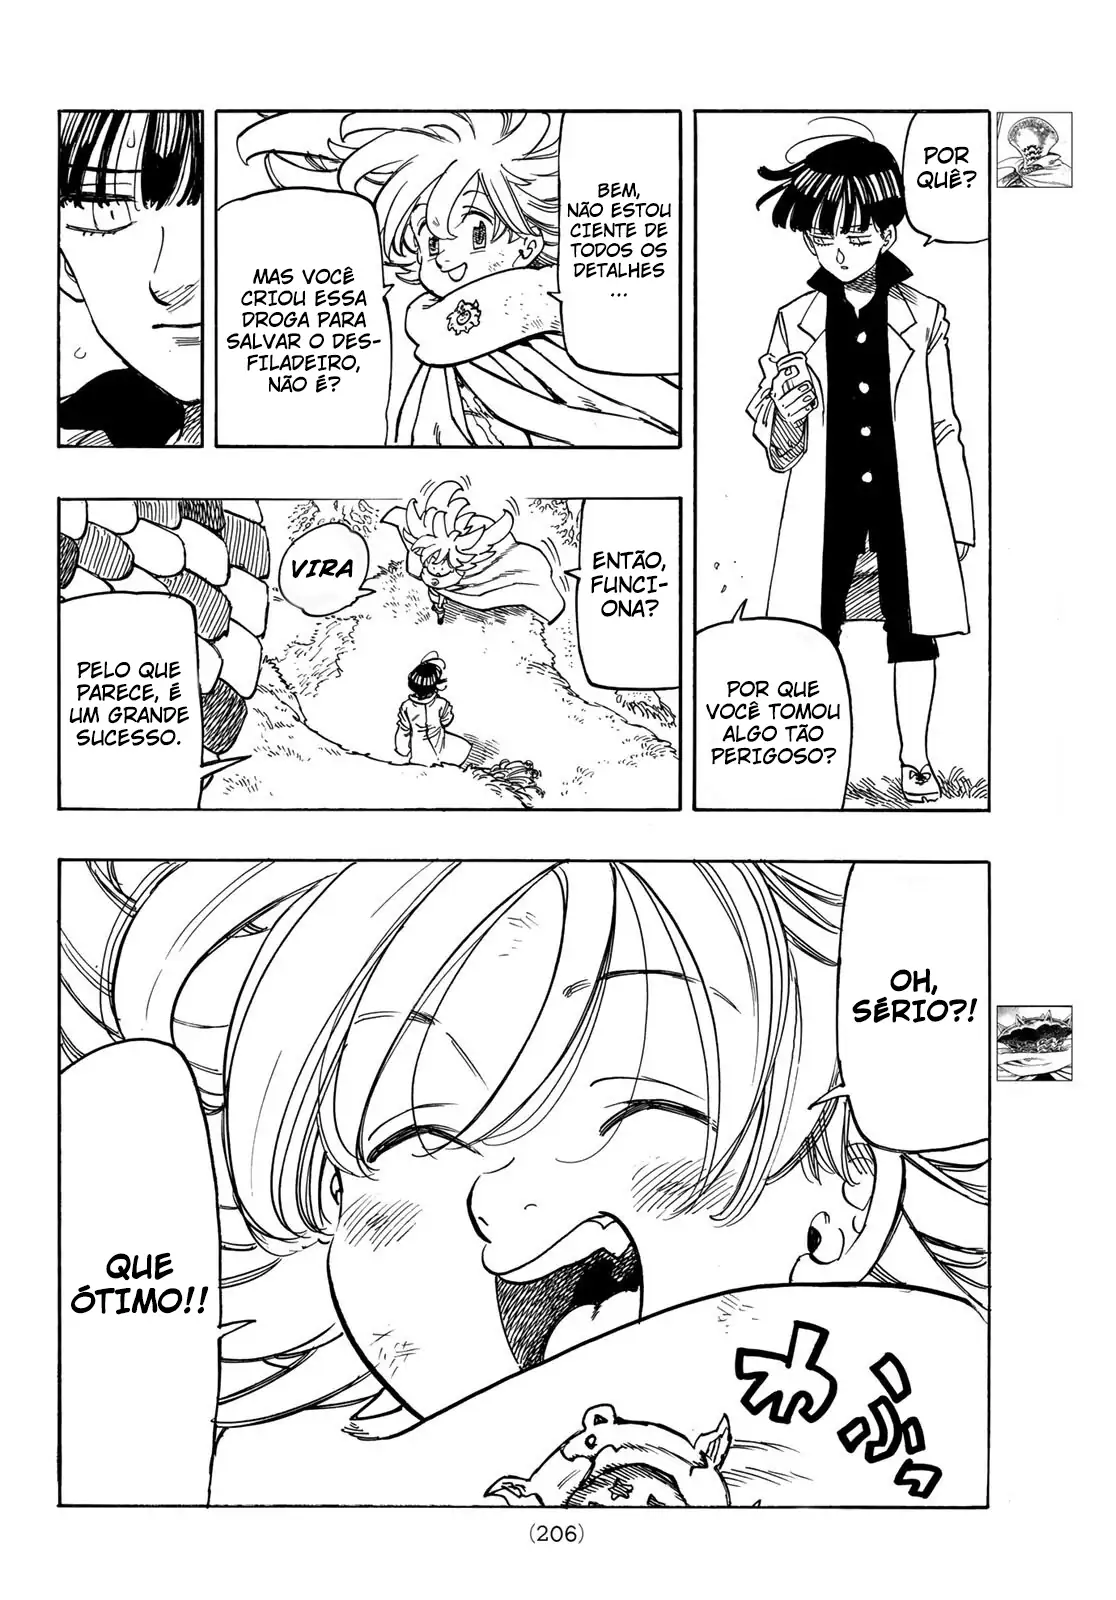 POR
QUÊ?
POR QUE
VOCÊ TOMOU
ALGO TÃO
PERIGOSO?
BEM,
NÃO ESTOU
CIENTE DE
TODOS OS
DETALHES
...
MAS VOCÊ
CRIOU ESSA
DROGA PARA
SALVAR O DES-
FILADEIRO,
NÃO É?
ENTÃO,
FUNCI-
ONA?
VIRA
PELO QUE
PARECE, É
UM GRANDE
SUCESSO.
OH,
SÉRIO?!
QUE
ÓTIMO!!
(206)